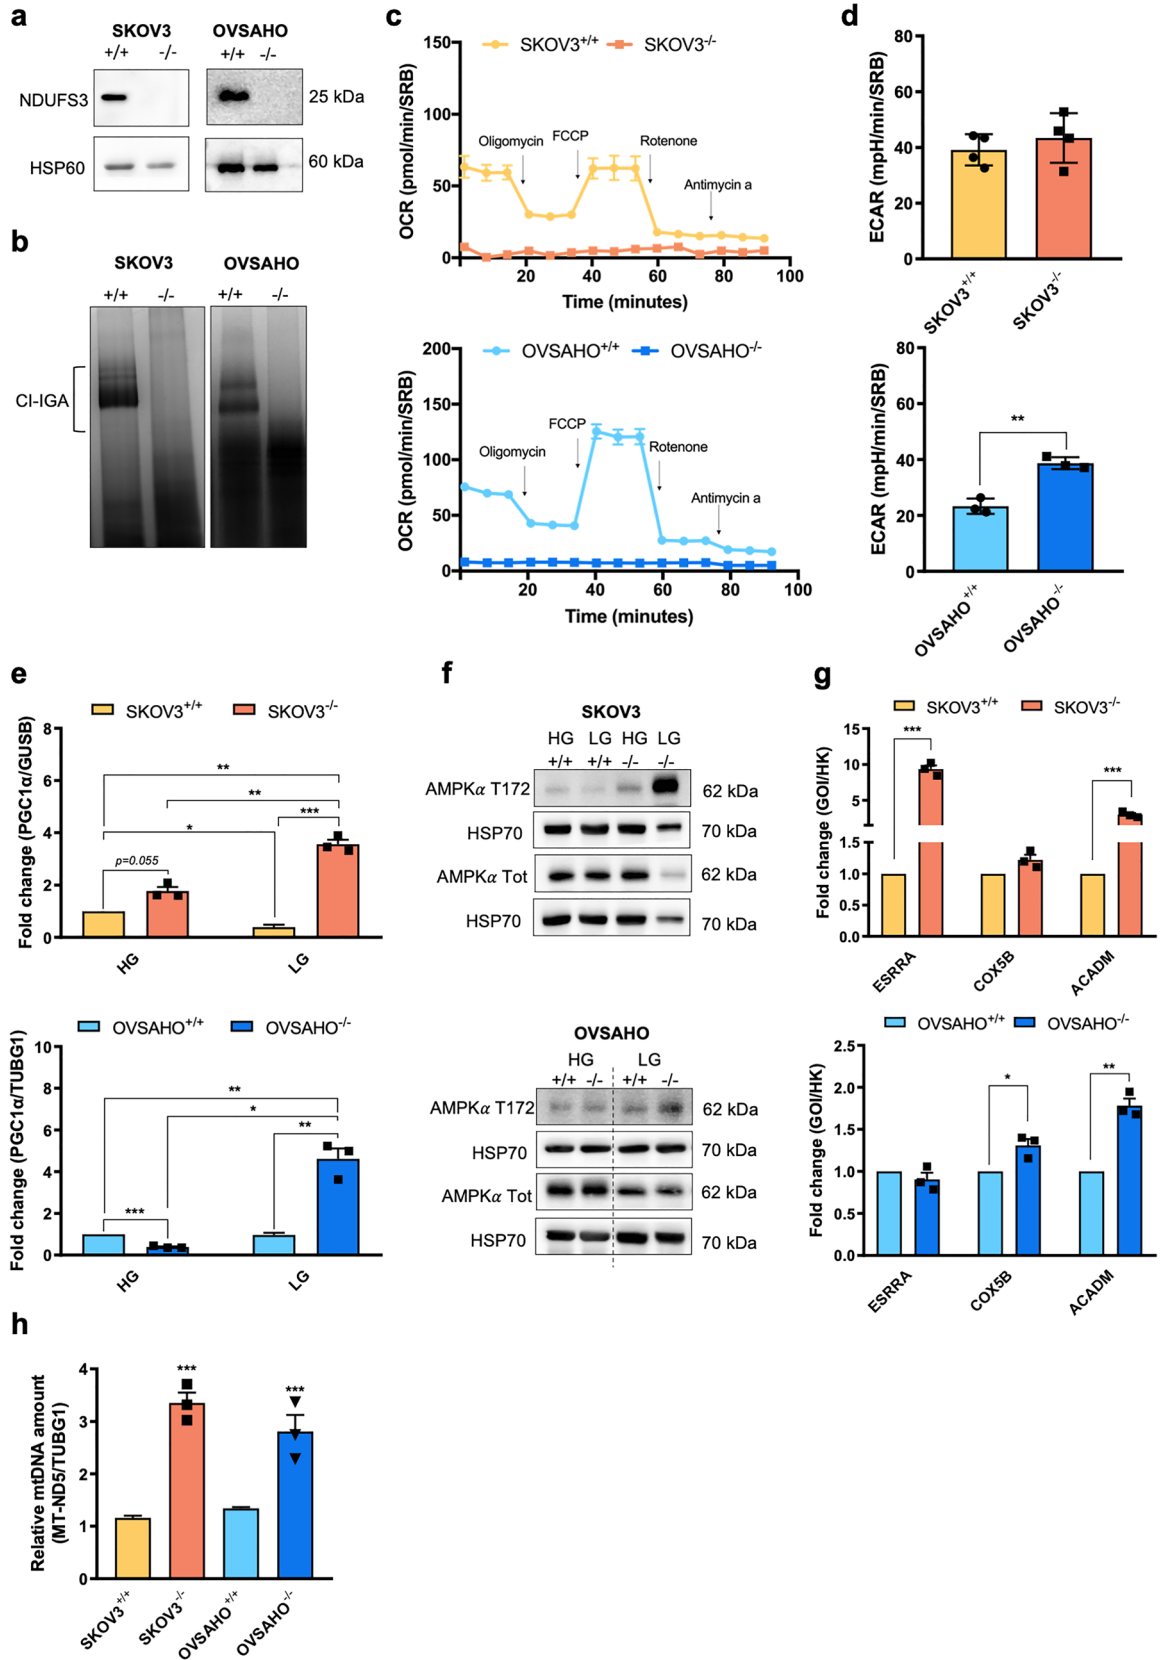 a
SKOV3 OVSAHO
+/+ -/- +/+ -/-
NDUFS3 25 kDa
HSP60 60 kDa
b
SKOV3 OVSAHO
+/+ -/- +/+ -/-
CI-IGA
c
SKOV3+/+ SKOV3-/-
OCR (pmol/min/SRB)
150
100
50
0
Oligomycin
FCCP
Rotenone
Antimycin a
20 40 60 80 100
Time (minutes)
OVSAHO+/+ OVSAHO-/-
OCR (pmol/min/SRB)
200
150
100
50
0
Oligomycin
FCCP
Rotenone
Antimycin a
20 40 60 80 100
Time (minutes)
d
ECAR (mpH/min/SRB)
80
60
40
20
0
SKOV3+/+ SKOV3-/-
ECAR (mpH/min/SRB)
80
60
40
20
0
**
OVSAHO+/+ OVSAHO-/-
e
SKOV3+/+ SKOV3-/-
Fold change (PGC1α/GUSB)
8
6
4
2
0
**
**
***
*
p=0.055
HG LG
OVSAHO+/+ OVSAHO-/-
Fold change (PGC1α/TUBG1)
10
8
6
4
2
0
**
*
**
***
HG LG
f
SKOV3
HG LG HG LG
+/+ +/+ -/- -/-
AMPKα T172 62 kDa
HSP70 70 kDa
AMPKα Tot 62 kDa
HSP70 70 kDa
OVSAHO
HG LG
+/+ -/- +/+ -/-
AMPKα T172 62 kDa
HSP70 70 kDa
AMPKα Tot 62 kDa
HSP70 70 kDa
g
SKOV3+/+ SKOV3-/-
Fold change (GOI/HK)
15
10
5
1.5
1.0
0.5
0.0
***
***
ESRRA COX5B ACADM
OVSAHO+/+ OVSAHO-/-
Fold change (GOI/HK)
2.5
2.0
1.5
1.0
0.5
0.0
*
**
ESRRA COX5B ACADM
h
Relative mtDNA amount
(MT-ND5/TUBG1)
4
3
2
1
0
***
***
SKOV3+/+ SKOV3-/- OVSAHO+/+ OVSAHO-/-